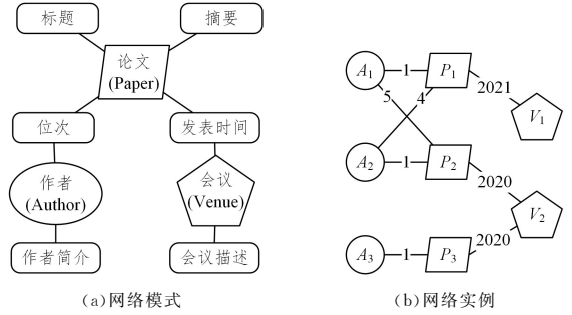 标题
摘要
论文
(Paper)
位次
发表时间
作者
(Author)
会议
(Venue)
作者简介
会议描述
(a)网络模式
A1
1
P1
2021
V1
5
4
A2
1
P2
2020
V2
2020
A3
1
P3
(b)网络实例